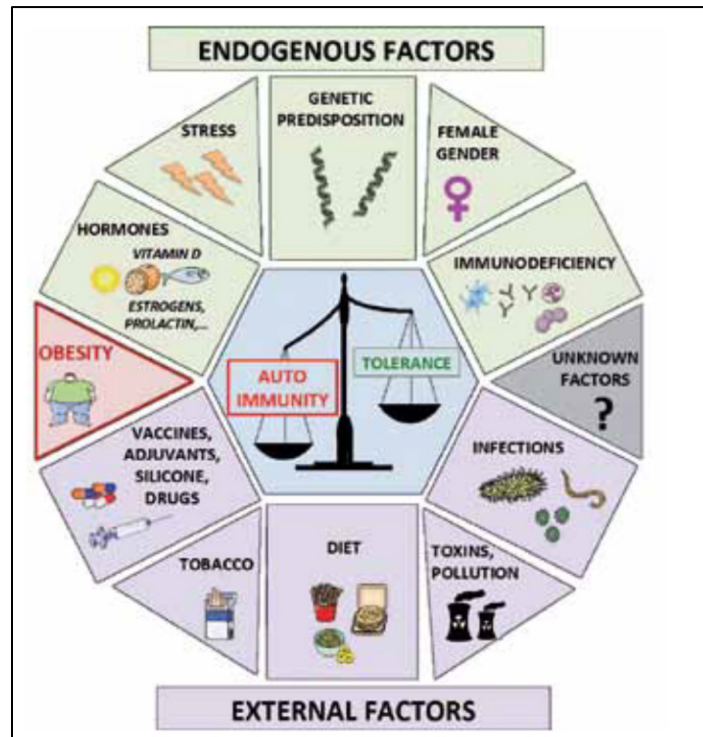 ENDOGENOUS FACTORS
GENETIC
PREDISPOSITION
STRESS
FEMALE
GENDER
HORMONES
VITAMIN D
ESTROGENS,
PROLACTIN,...
IMMUNODEFICIENCY
OBESITY
AUTO
IMMUNITY
TOLERANCE
UNKNOWN
FACTORS
?
VACCINES,
ADJUVANTS,
SILICONE,
DRUGS
INFECTIONS
TOBACCO
DIET
TOXINS,
POLLUTION
EXTERNAL FACTORS